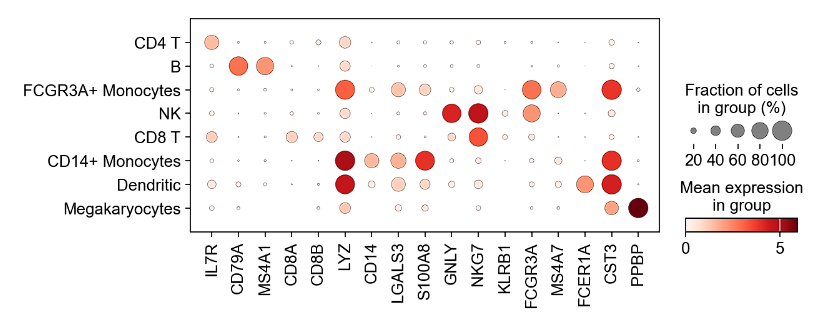 CD4 T
B
FCGR3A+ Monocytes
NK
CD8 T
CD14+ Monocytes
Dendritic
Megakaryocytes
IL7R
CD79A
MS4A1
CD8A
CD8B
LYZ
CD14
LGALS3
S100A8
GNLY
NKG7
KLRB1
FCGR3A
MS4A7
FCER1A
CST3
PPBP
Fraction of cells
in group (%)
20 40 60 80 100
Mean expression
in group
0 5